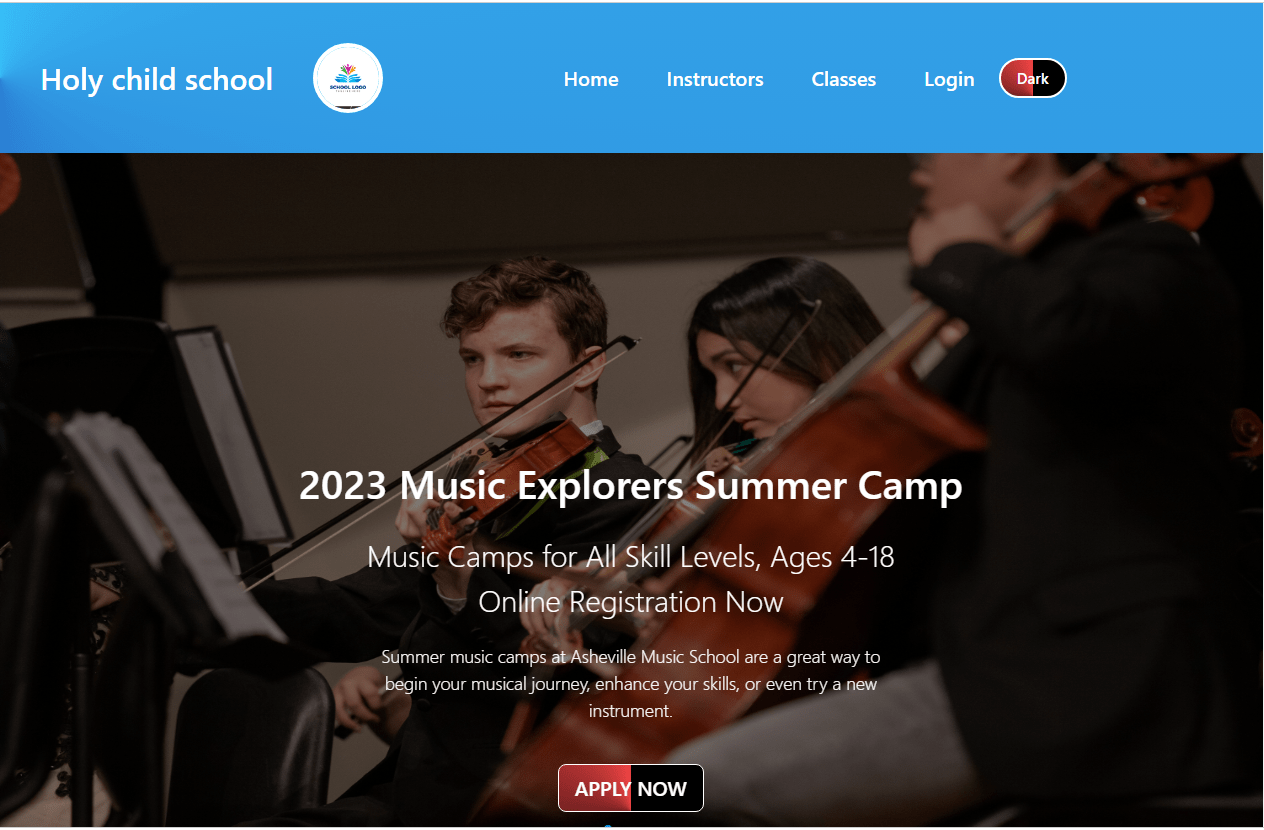 Holy child school
SCHOOL LOGO
Home
Instructors
Classes
Login
Dark
2023 Music Explorers Summer Camp
Music Camps for All Skill Levels, Ages 4-18
Online Registration Now
Summer music camps at Asheville Music School are a great way to
begin your musical journey, enhance your skills, or even try a new
instrument.
APPLY NOW